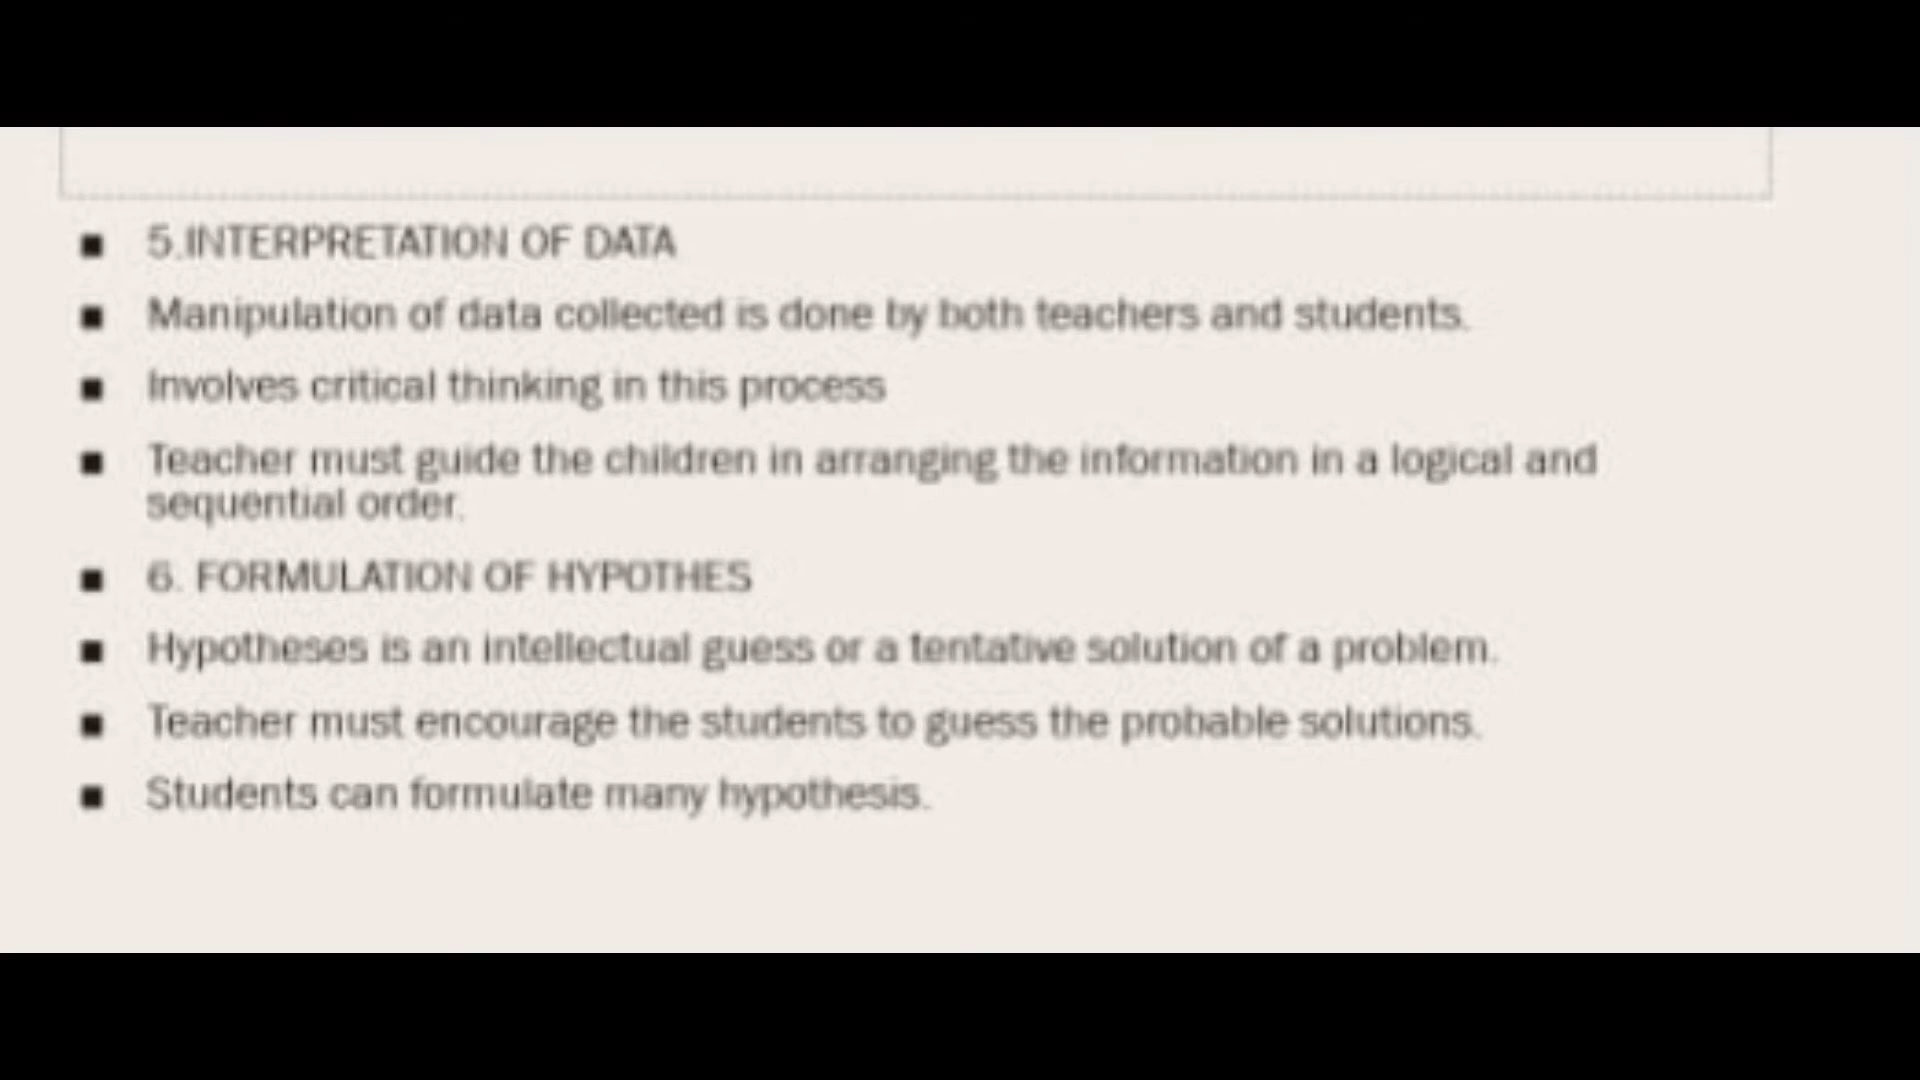 5.INTERPRETATION OF DATA
Manipulation of data collected is done by both teachers and students.
Involves critical thinking in this process
Teacher must guide the children in arranging the information in a logical and
sequential order.
6. FORMULATION OF HYPOTHES
Hypotheses is an intellectual guess or a tentative solution of a problem.
Teacher must encourage the students to guess the probable solutions.
Students can formulate many hypothesis.